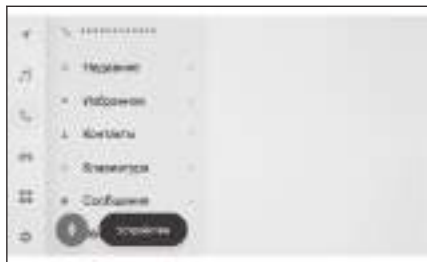 ************
Недавние
Избранное
Контакты
Клавиатура
Сообщения
Устройства